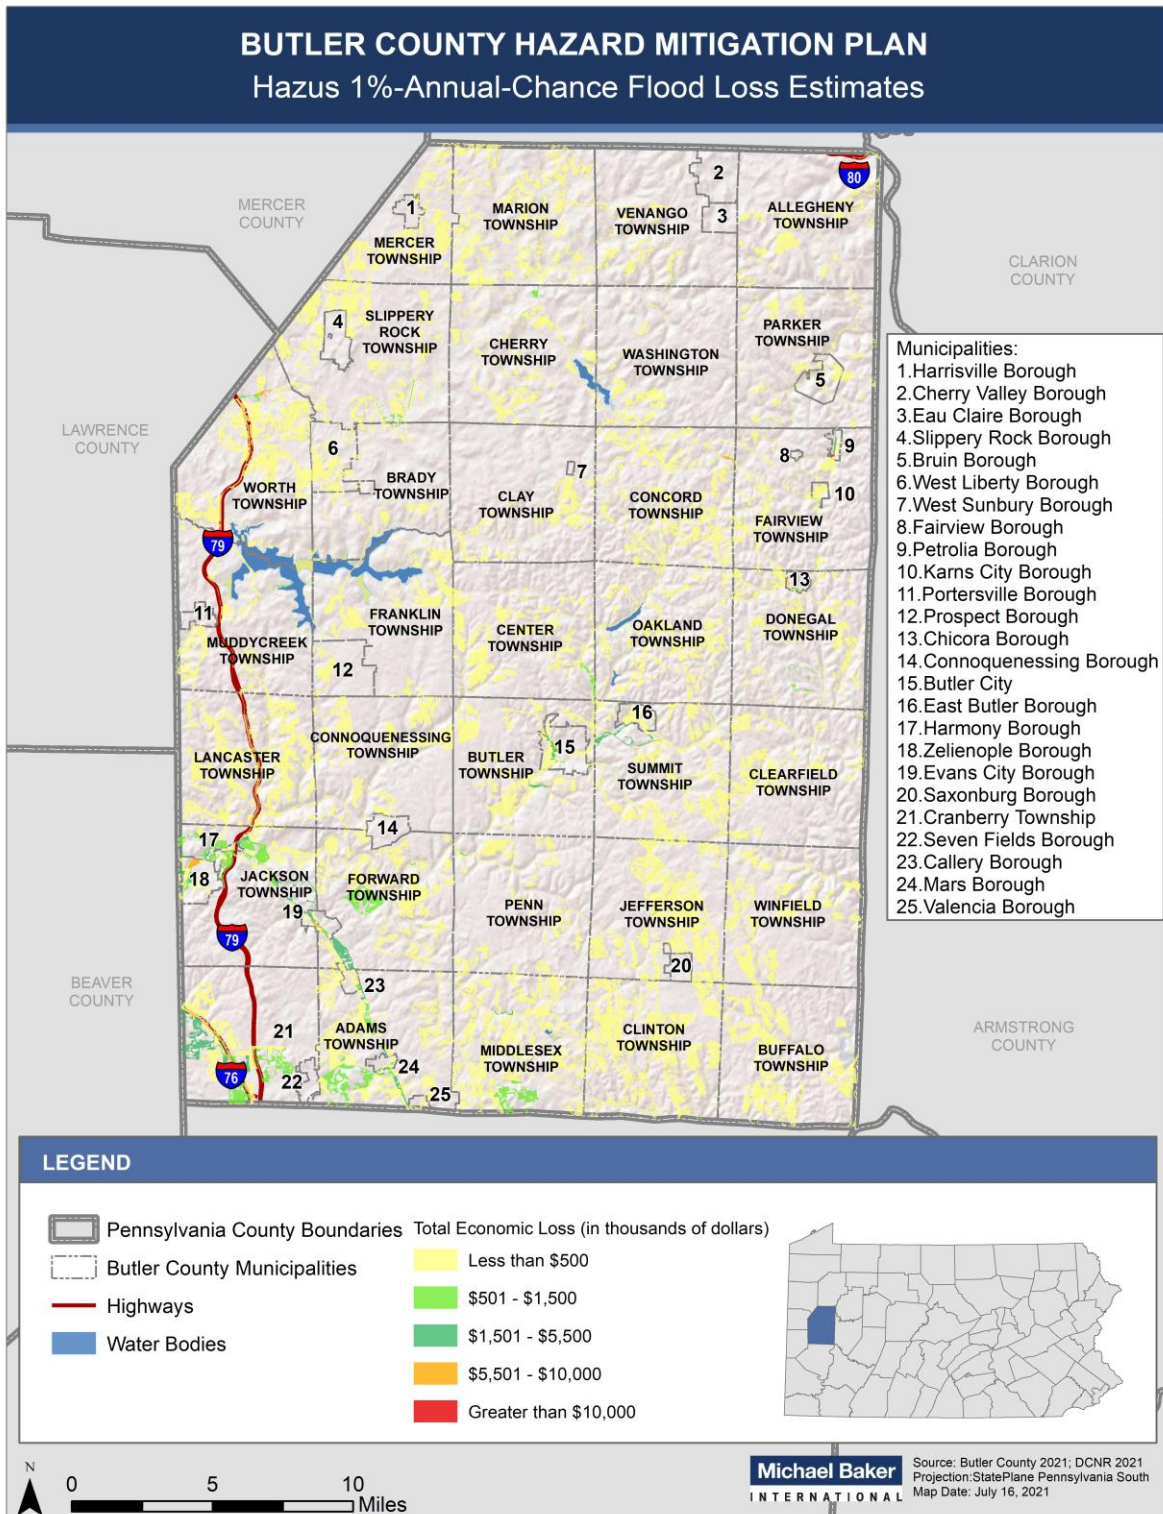 BUTLER COUNTY HAZARD MITIGATION PLAN
Hazus 1%-Annual-Chance Flood Loss Estimates
MERCER
COUNTY
CLARION
COUNTY
LAWRENCE
COUNTY
BEAVER
COUNTY
ARMSTRONG
COUNTY
80
1
2
3
MERCER
TOWNSHIP
MARION
TOWNSHIP
VENANGO
TOWNSHIP
ALLEGHENY
TOWNSHIP
4
SLIPPERY
ROCK
TOWNSHIP
CHERRY
TOWNSHIP
WASHINGTON
TOWNSHIP
PARKER
TOWNSHIP
5
6
7
8
9
10
WORTH
TOWNSHIP
BRADY
TOWNSHIP
CLAY
TOWNSHIP
CONCORD
TOWNSHIP
FAIRVIEW
TOWNSHIP
79
11
MUDDYCREEK
TOWNSHIP
12
FRANKLIN
TOWNSHIP
CENTER
TOWNSHIP
OAKLAND
TOWNSHIP
13
DONEGAL
TOWNSHIP
LANCASTER
TOWNSHIP
CONNOQUENESSING
TOWNSHIP
BUTLER
TOWNSHIP
15
16
SUMMIT
TOWNSHIP
CLEARFIELD
TOWNSHIP
14
17
18
JACKSON
TOWNSHIP
19
FORWARD
TOWNSHIP
PENN
TOWNSHIP
JEFFERSON
TOWNSHIP
WINFIELD
TOWNSHIP
79
20
23
21
ADAMS
TOWNSHIP
76
22
24
25
MIDDLESEX
TOWNSHIP
CLINTON
TOWNSHIP
BUFFALO
TOWNSHIP
Municipalities:
1.Harrisville Borough
2.Cherry Valley Borough
3.Eau Claire Borough
4.Slippery Rock Borough
5.Bruin Borough
6.West Liberty Borough
7.West Sunbury Borough
8.Fairview Borough
9.Petrolia Borough
10.Karns City Borough
11.Portersville Borough
12.Prospect Borough
13.Chicora Borough
14.Connoquenessing Borough
15.Butler City
16.East Butler Borough
17.Harmony Borough
18.Zelienople Borough
19.Evans City Borough
20.Saxonburg Borough
21.Cranberry Township
22.Seven Fields Borough
23.Callery Borough
24.Mars Borough
25.Valencia Borough
LEGEND
Pennsylvania County Boundaries
Butler County Municipalities
Highways
Water Bodies
Total Economic Loss (in thousands of dollars)
Less than $500
$501 - $1,500
$1,501 - $5,500
$5,501 - $10,000
Greater than $10,000
N
0 5 10
Miles
Michael Baker
INTERNATIONAL
Source: Butler County 2021; DCNR 2021
Projection:StatePlane Pennsylvania South
Map Date: July 16, 2021